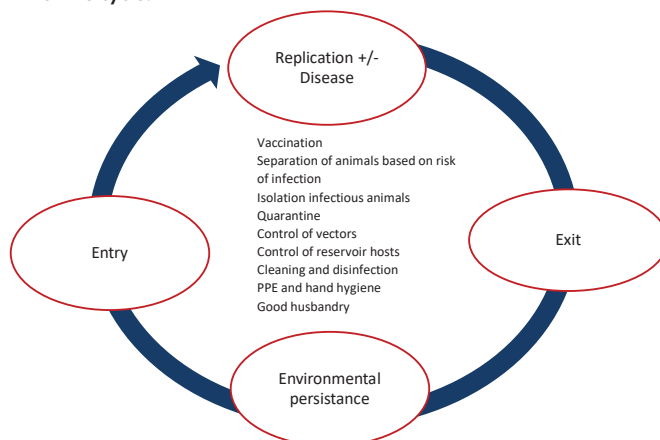 Replication +/-
Disease
Vaccination
Separation of animals based on risk
of infection
Isolation infectious animals
Quarantine
Control of vectors
Control of reservoir hosts
Cleaning and disinfection
PPE and hand hygiene
Good husbandry
Entry
Exit
Environmental
persistance